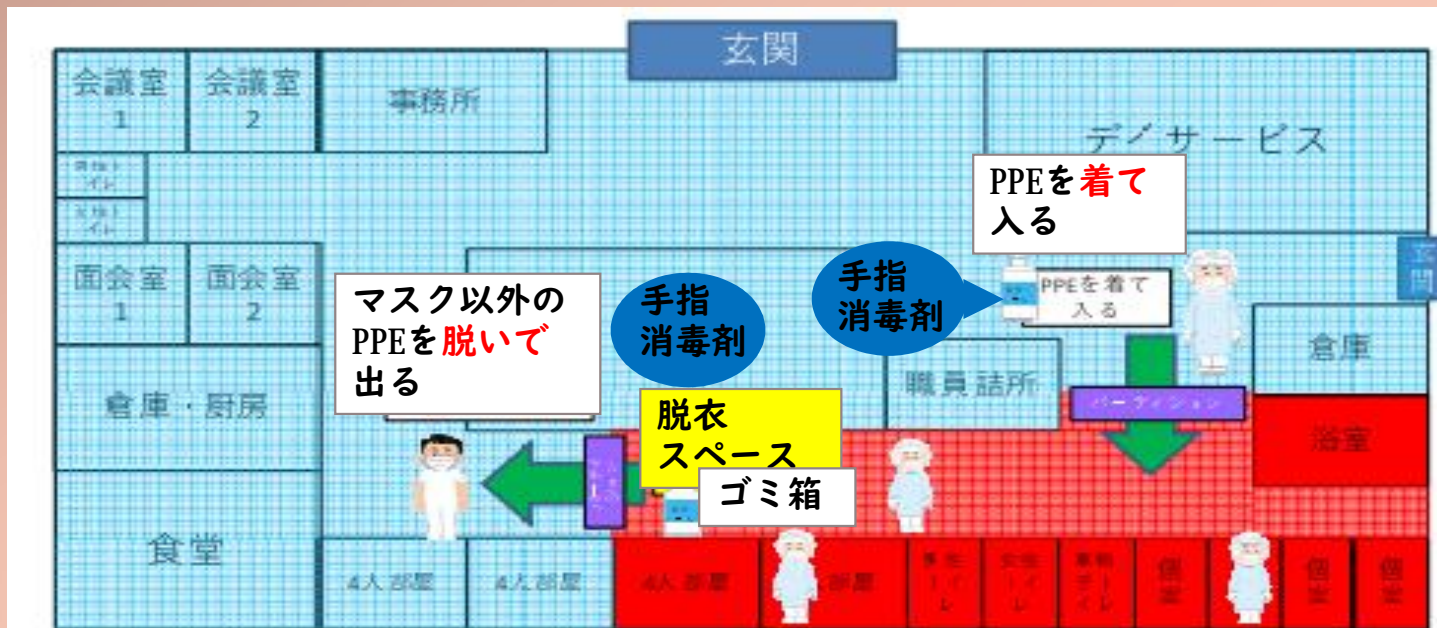 玄関
会議室
1
会議室
2
事務所
デイサービス
PPEを着て
入る
面会室
1
面会室
2
マスク以外の
PPEを脱いで
出る
手指
消毒剤
手指
消毒剤
PPEを着て
入る
玄関
倉庫
職員詰所
パーティション
倉庫・厨房
脱衣
スペース
ゴミ箱
浴室
食堂
4人部屋
4人部屋
4人部屋
部屋
個室
個室
個室